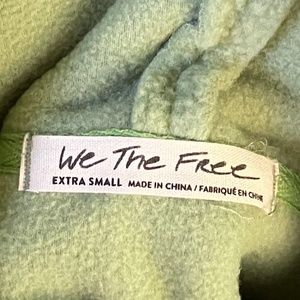 We The Free
EXTRA SMALL MADE IN CHINA / FABRIQUÉ EN CHINE